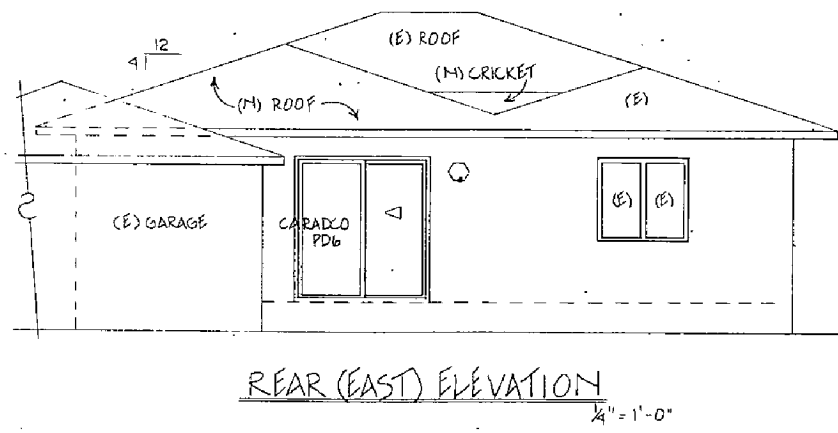 (E) ROOF
12
4
(N) CRICKET
(N) ROOF
(E)
(E) (E)
(E) GARAGE
CARADCO
PD6
REAR (EAST) ELEVATION
1/4" = 1'-0"